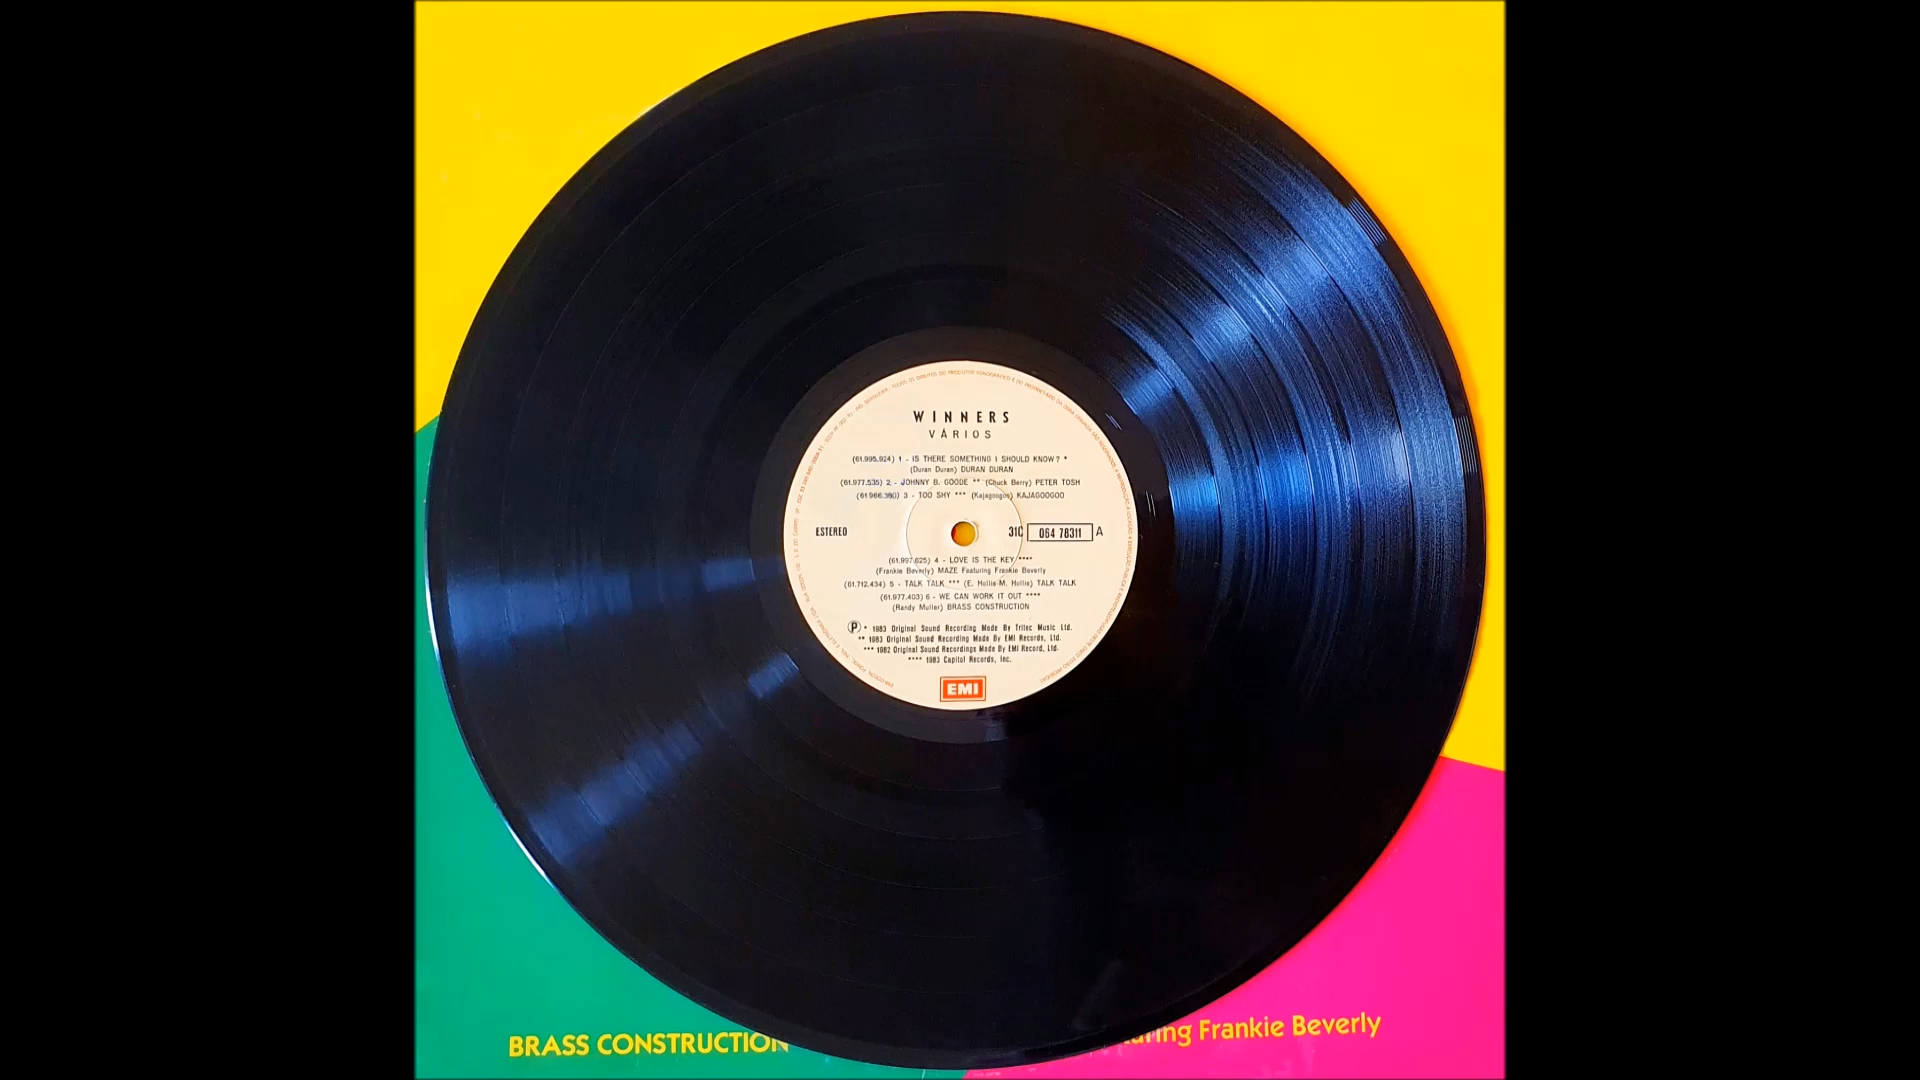 WINNERS
VÁRIOS
(61.995.924) 1 - IS THERE SOMETHING I SHOULD KNOW? *
(Duran Duran) DURAN DURAN
(61.977.535) 2 - JOHNNY B. GOODE ** (Chuck Berry) PETER TOSH
(61.966.380) 3 - TOO SHY *** (Kajagoogoo) KAJAGOOGOO
ESTEREO
31C 064 78311 A
(61.997.625) 4 - LOVE IS THE KEY ****
(Frankie Beverly) MAZE Featuring Frankie Beverly
(61.712.434) 5 - TALK TALK *** (E. Hollis-M. Hollis) TALK TALK
(61.977.403) 6 - WE CAN WORK IT OUT ****
(Randy Muller) BRASS CONSTRUCTION
Ⓟ * 1983 Original Sound Recording Made By Tritec Music Ltd.
** 1983 Original Sound Recording Made By EMI Records, Ltd.
*** 1982 Original Sound Recordings Made By EMI Record, Ltd.
**** 1983 Capitol Records, Inc.
EMI
BRASS CONSTRUCTION
Frankie Beverly